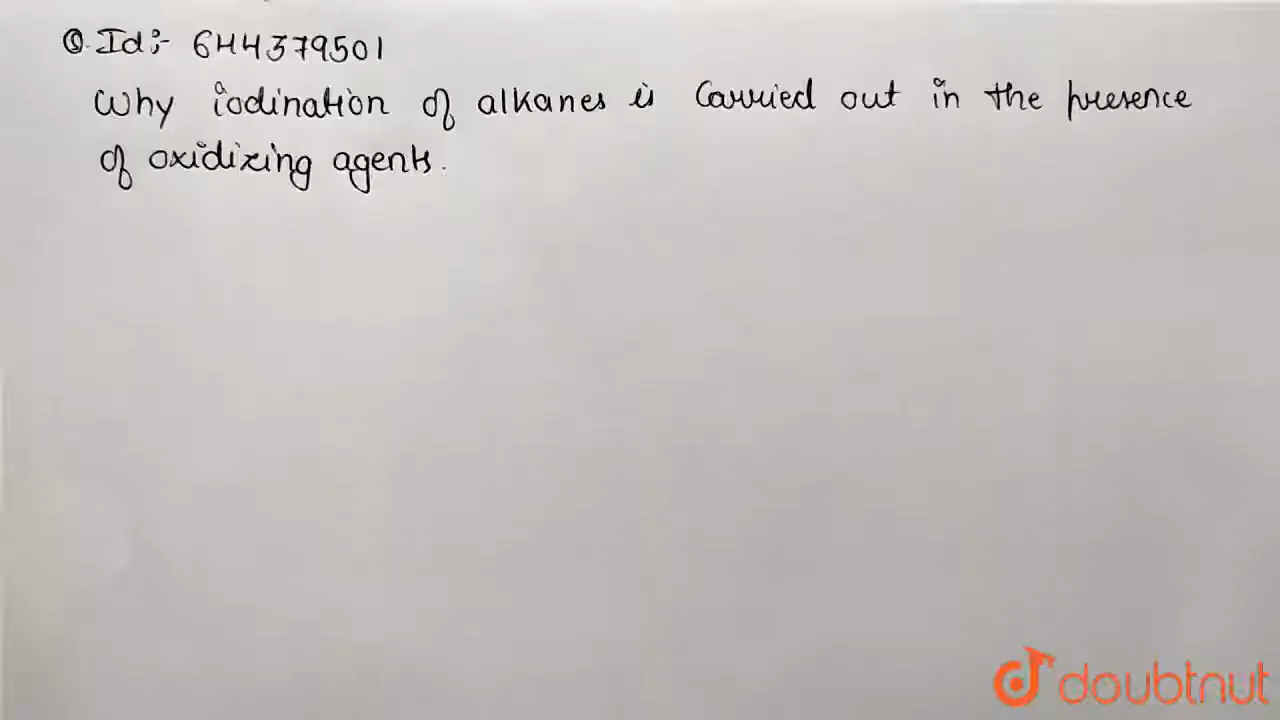 Q. Id:- 644379501
Why iodination of alkanes is Carried out in the presence
of oxidizing agents.
doubtnut